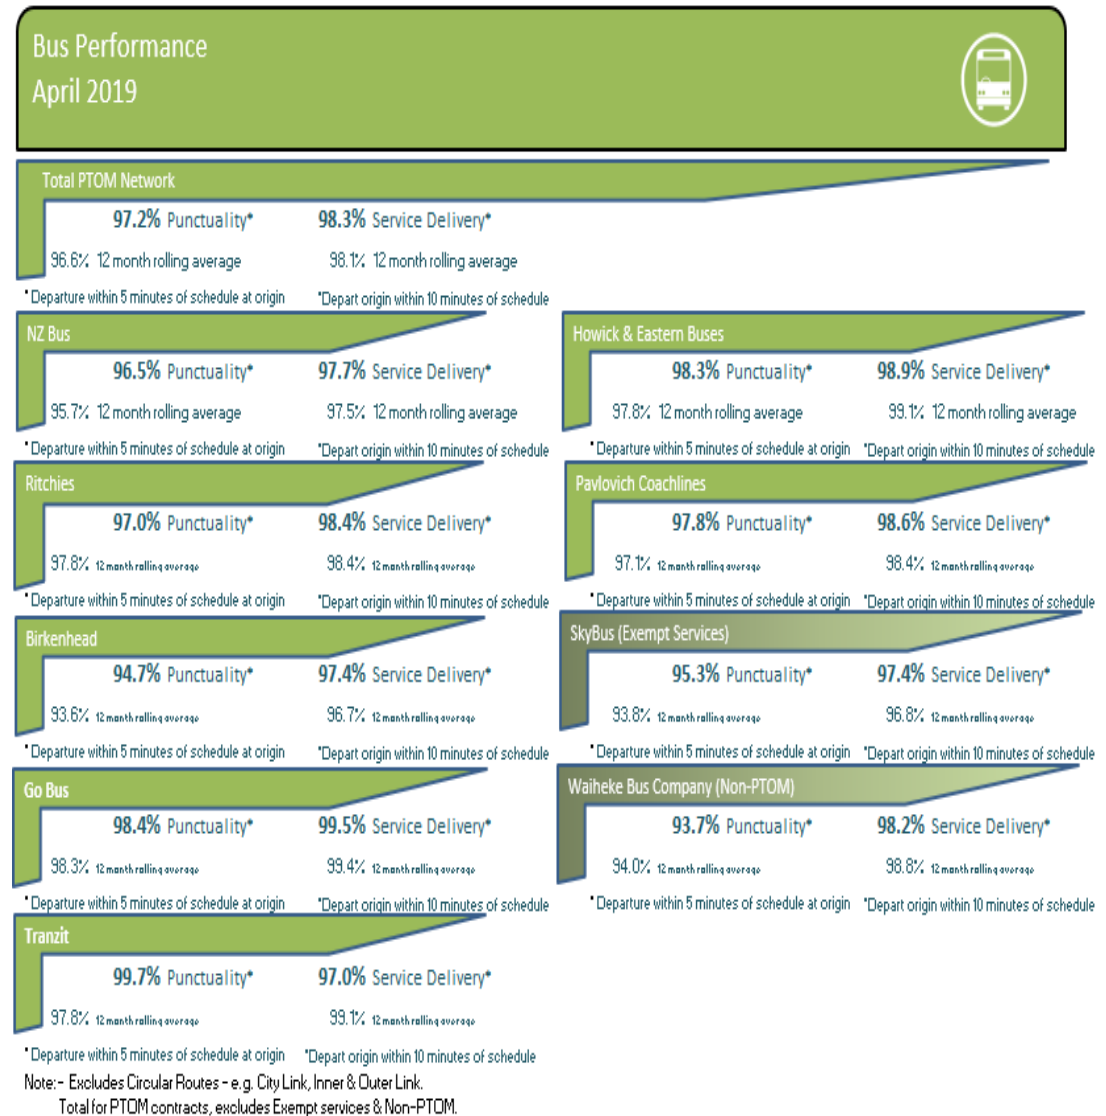 Bus Performance
April 2019
Total PTOM Network
97.2% Punctuality* 98.3% Service Delivery*
96.6% 12 month rolling average 98.1% 12 month rolling average
* Departure within 5 minutes of schedule at origin *Depart origin within 10 minutes of schedule
NZ Bus
96.5% Punctuality* 97.7% Service Delivery*
95.7% 12 month rolling average 97.5% 12 month rolling average
* Departure within 5 minutes of schedule at origin *Depart origin within 10 minutes of schedule
Howick & Eastern Buses
98.3% Punctuality* 98.9% Service Delivery*
97.8% 12 month rolling average 99.1% 12 month rolling average
* Departure within 5 minutes of schedule at origin *Depart origin within 10 minutes of schedule
Ritchies
97.0% Punctuality* 98.4% Service Delivery*
97.8% 12 month rolling average 98.4% 12 month rolling average
* Departure within 5 minutes of schedule at origin *Depart origin within 10 minutes of schedule
Pavlovich Coachlines
97.8% Punctuality* 98.6% Service Delivery*
97.1% 12 month rolling average 98.4% 12 month rolling average
* Departure within 5 minutes of schedule at origin *Depart origin within 10 minutes of schedule
Birkenhead
94.7% Punctuality* 97.4% Service Delivery*
93.6% 12 month rolling average 96.7% 12 month rolling average
* Departure within 5 minutes of schedule at origin *Depart origin within 10 minutes of schedule
SkyBus (Exempt Services)
95.3% Punctuality* 97.4% Service Delivery*
93.8% 12 month rolling average 96.8% 12 month rolling average
* Departure within 5 minutes of schedule at origin *Depart origin within 10 minutes of schedule
Go Bus
98.4% Punctuality* 99.5% Service Delivery*
98.3% 12 month rolling average 99.4% 12 month rolling average
* Departure within 5 minutes of schedule at origin *Depart origin within 10 minutes of schedule
Waiheke Bus Company (Non-PTOM)
93.7% Punctuality* 98.2% Service Delivery*
94.0% 12 month rolling average 98.8% 12 month rolling average
* Departure within 5 minutes of schedule at origin *Depart origin within 10 minutes of schedule
Tranzit
99.7% Punctuality* 97.0% Service Delivery*
97.8% 12 month rolling average 99.1% 12 month rolling average
* Departure within 5 minutes of schedule at origin *Depart origin within 10 minutes of schedule
Note:- Excludes Circular Routes - e.g. City Link, Inner & Outer Link.
Total for PTOM contracts, excludes Exempt services & Non-PTOM.